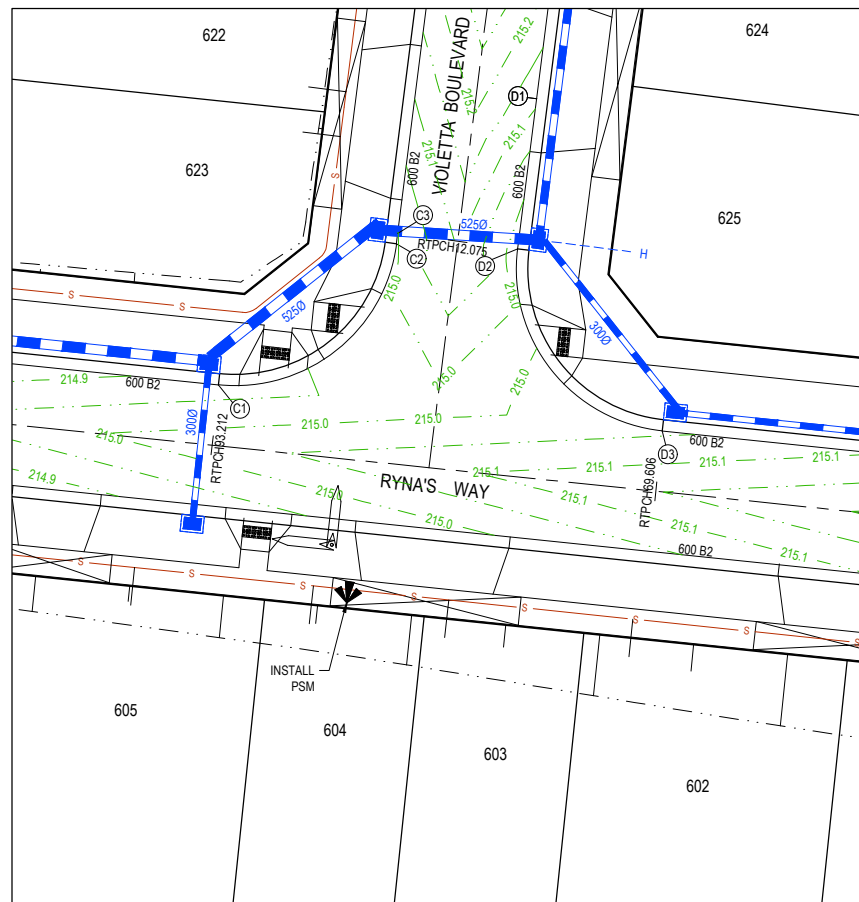 622
624
VIOLETTA BOULEVARD
215.2
215.2
D1
215.1
215.1
623
600 B2
600 B2
625
C3
525Ø
RTPCH12.075
C2
D2
H
S
S
215.0
215.0
525Ø
300Ø
214.9
600 B2
C1
215.0
215.0
300Ø
RTPCH93.212
215.0
215.0
600 B2
D3
215.1
215.1
215.1
214.9
RYNA'S WAY
215.0
215.0
215.1
215.1
215.1
RTPCH69.606
600 B2
S
S
S
S
S
S
S
INSTALL
PSM
605
604
603
602